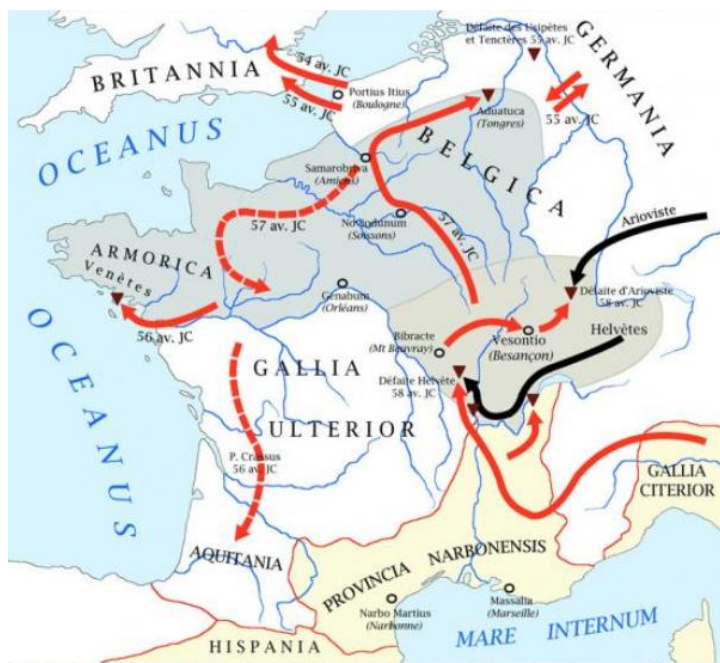 Défaite des Usipètes
et Tenctères 55 av. JC
GERMANIA
54 av. JC
BRITANNIA
55 av. JC
Portius Itius
(Boulogne)
Aduatuca
(Tongres)
55 av. JC
OCEANUS
BELGICA
Samarobriva
(Amiens)
57 av. JC
Noviodunum
(Soissons)
57 av. JC
Arioviste
ARMORICA
Venètes
Génabum
(Orléans)
Défaite d'Arioviste
58 av. JC
56 av. JC
Bibracte
(Mt Beuvray)
Vesontio
(Besançon)
Helvètes
GALLIA
Défaite Helvète
58 av. JC
OCEANUS
ULTERIOR
P. Crassus
56 av. JC
GALLIA
CITERIOR
AQUITANIA
PROVINCIA NARBONENSIS
Narbo Martius
(Narbonne)
Massalia
(Marseille)
HISPANIA
MARE INTERNUM